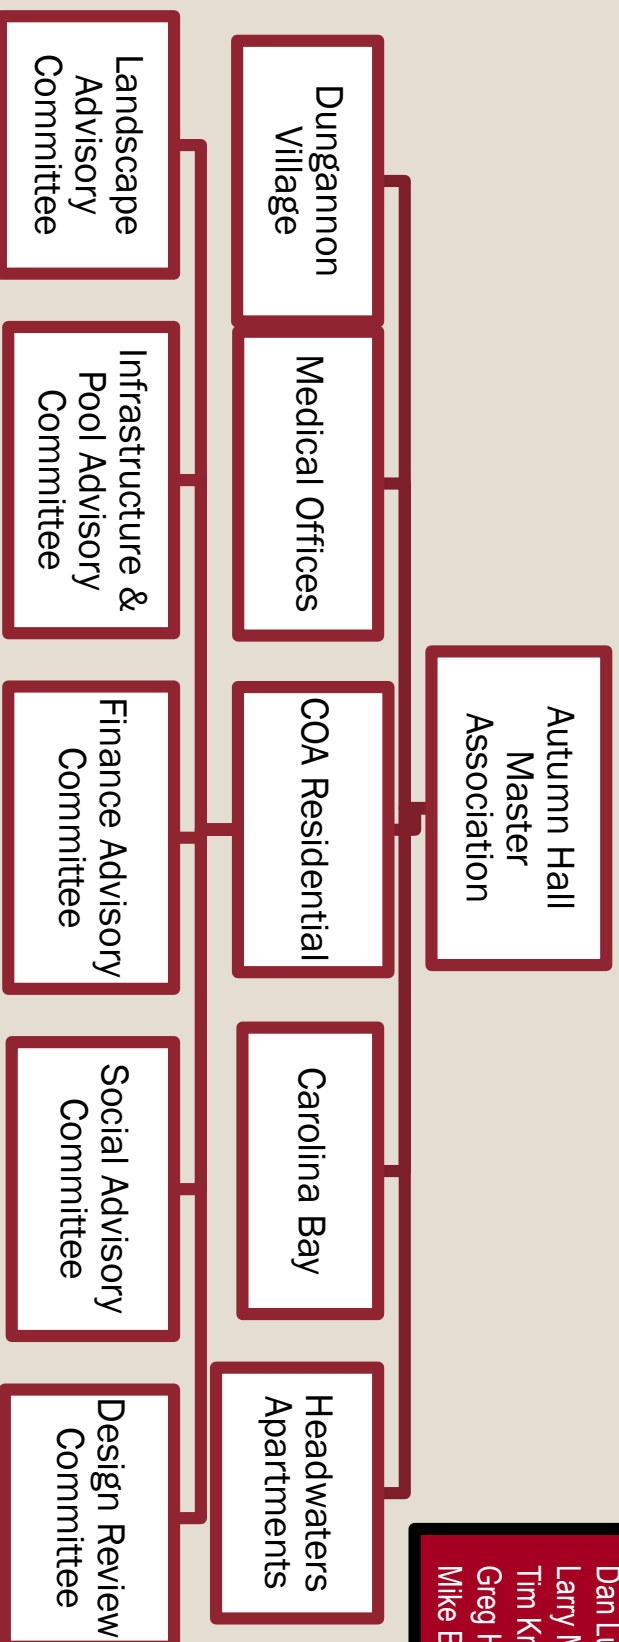 Autumn Hall
Master
Association
Dan
Larry
Tim
Greg
Mike
Dungannon
Village
Medical Offices
COA Residential
Carolina Bay
Headwaters
Apartments
Landscape
Advisory
Committee
Infrastructure &
Pool Advisory
Committee
Finance Advisory
Committee
Social Advisory
Committee
Design Review
Committee